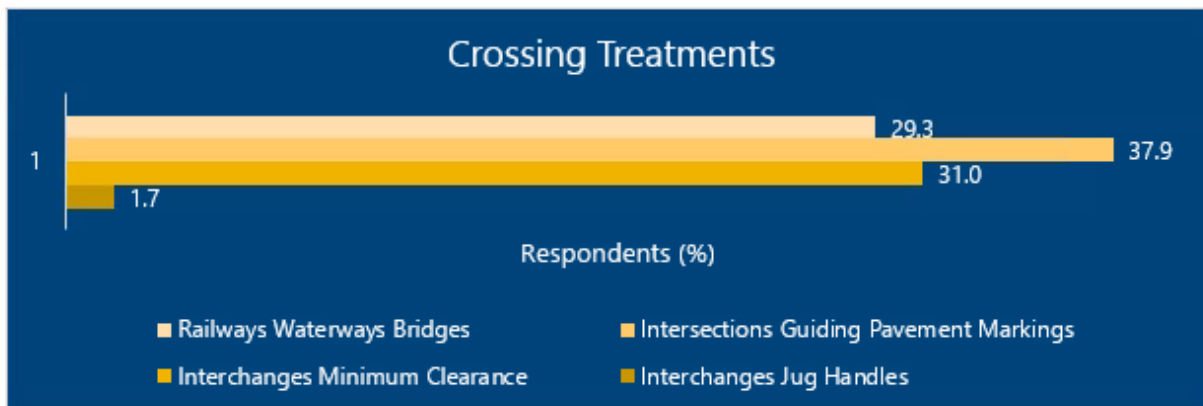 Crossing Treatments
29.3
37.9
1
31.0
1.7
Respondents (%)
Railways Waterways Bridges
Intersections Guiding Pavement Markings
Interchanges Minimum Clearance
Interchanges Jug Handles